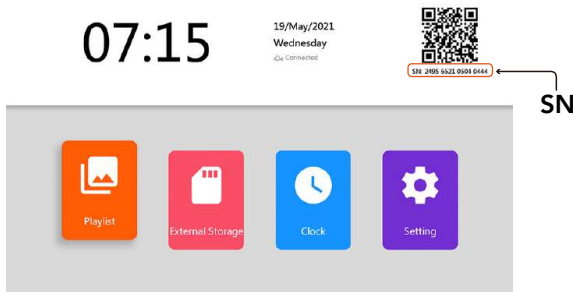 07:15
19/May/2021
Wednesday
Connected
SN: 2495 6521 0504 0444
SN
Playlist
External Storage
Clock
Setting